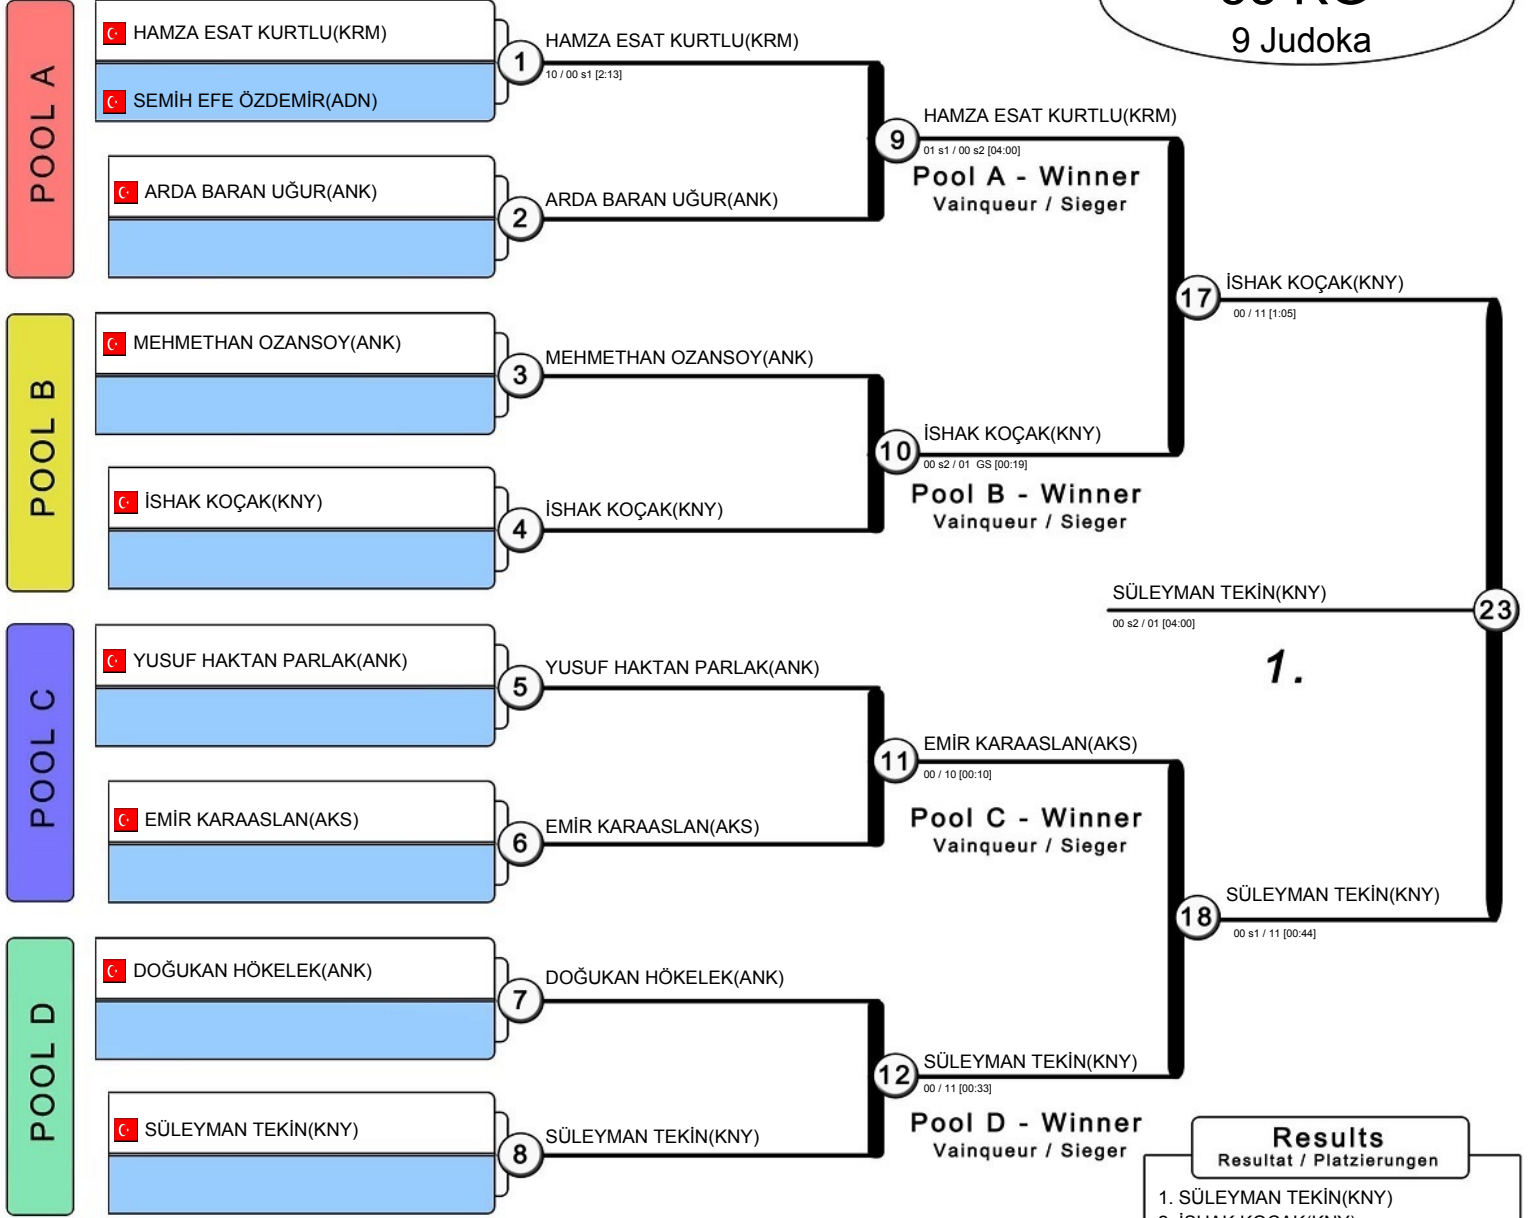 9 Judoka
POOL A
HAMZA ESAT KURTLU(KRM)
SEMİH EFE ÖZDEMİR(ADN)
1
HAMZA ESAT KURTLU(KRM)
10 / 00 s1 [2:13]
ARDA BARAN UĞUR(ANK)
2
ARDA BARAN UĞUR(ANK)
9
HAMZA ESAT KURTLU(KRM)
01 s1 / 00 s2 [04:00]
Pool A - Winner
Vainqueur / Sieger
POOL B
MEHMETHAN OZANSOY(ANK)
3
MEHMETHAN OZANSOY(ANK)
İSHAK KOÇAK(KNY)
4
İSHAK KOÇAK(KNY)
10
İSHAK KOÇAK(KNY)
00 s2 / 01 GS [00:19]
Pool B - Winner
Vainqueur / Sieger
17
İSHAK KOÇAK(KNY)
00 / 11 [1:05]
POOL C
YUSUF HAKTAN PARLAK(ANK)
5
YUSUF HAKTAN PARLAK(ANK)
EMİR KARAASLAN(AKS)
6
EMİR KARAASLAN(AKS)
11
EMİR KARAASLAN(AKS)
00 / 10 [00:10]
Pool C - Winner
Vainqueur / Sieger
POOL D
DOĞUKAN HÖKELEK(ANK)
7
DOĞUKAN HÖKELEK(ANK)
SÜLEYMAN TEKİN(KNY)
8
SÜLEYMAN TEKİN(KNY)
12
SÜLEYMAN TEKİN(KNY)
00 / 11 [00:33]
Pool D - Winner
Vainqueur / Sieger
18
SÜLEYMAN TEKİN(KNY)
00 s1 / 11 [00:44]
SÜLEYMAN TEKİN(KNY)
23
00 s2 / 01 [04:00]
1.
Results
Resultat / Platzierungen
1. SÜLEYMAN TEKİN(KNY)
2. İSHAK KOÇAK(KNY)